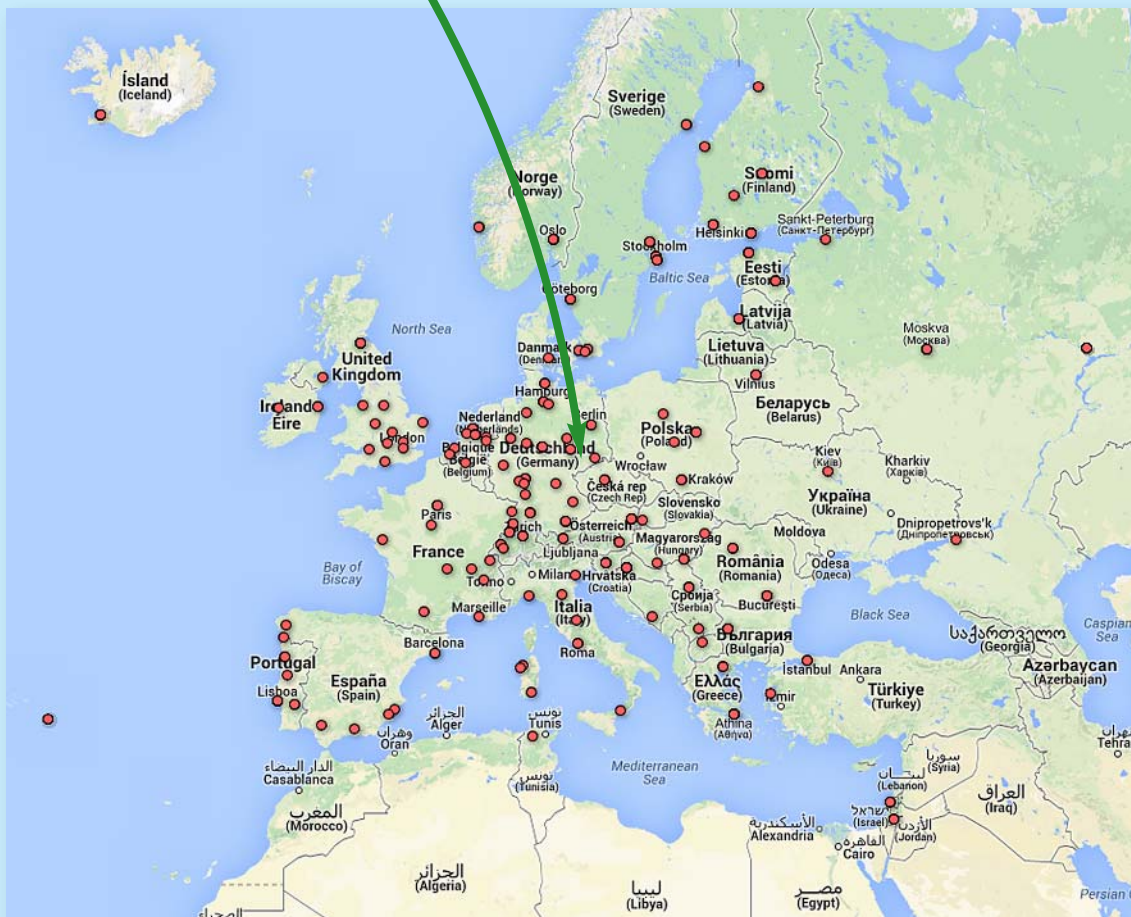 Ísland
(Iceland)
Sverige
(Sweden)
Norge
(Norway)
Suomi
(Finland)
Sankt-Peterburg
(Санкт-Петербург)
Oslo
Stockholm
Helsinki
Baltic Sea
Eesti
(Estonia)
Göteborg
North Sea
Latvija
(Latvia)
Moskva
(Москва)
Danmark
(Denmark)
Lietuva
(Lithuania)
United
Kingdom
Vilnius
Hamburg
Беларусь
(Belarus)
Ireland
Éire
Nederland
(Netherlands)
Berlin
Polska
(Poland)
London
België
Belgique
(Belgium)
Deutschland
(Germany)
Wrocław
Kiev
(Київ)
Kharkiv
(Харків)
Kraków
Česká rep
(Czech Rep)
Україна
(Ukraine)
Slovensko
(Slovakia)
Paris
Dnipropetrovs'k
(Дніпропетровськ)
Zürich
Österreich
(Austria)
Magyarország
(Hungary)
Moldova
France
Ljubljana
Odesa
(Одеса)
România
(Romania)
Bay of
Biscay
Torino
Milano
Hrvatska
(Croatia)
Србија
(Serbia)
București
Marseille
Italia
(Italy)
Black Sea
Caspian
Sea
България
(Bulgaria)
საქართველო
(Georgia)
Barcelona
Roma
Portugal
İstanbul
Ankara
Azərbaycan
(Azerbaijan)
España
(Spain)
Ελλάς
(Greece)
Türkiye
(Turkey)
Lisboa
İzmir
الجزائر
Alger
تونس
Tunis
Athina
(Αθήνα)
وهران
Oran
طهران
Tehra
سوريا
(Syria)
الدار البيضاء
Casablanca
Mediterranean
Sea
تونس
(Tunisia)
لبنان
(Lebanon)
العراق
(Iraq)
المغرب
(Morocco)
ישראל
(Israel)
الأردن
(Jordan)
الأسكندرية
Alexandria
القاهرة
Cairo
الجزائر
(Algeria)
ليبيا
(Libya)
مصر
(Egypt)
Persian
الصحراء